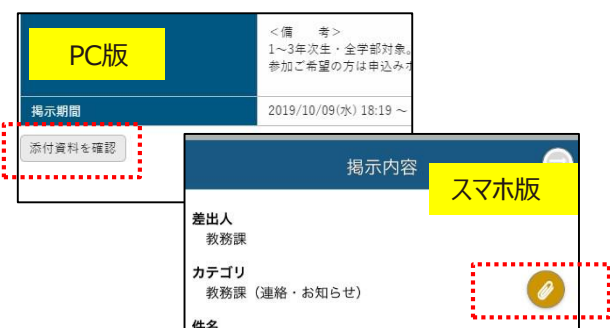 PC版
<備　考>
1～3年次生・全学部対象。
参加ご希望の方は申込み
掲示期間
2019/10/09(水) 18:19 ～
添付資料を確認
掲示内容
スマホ版
差出人
教務課
カテゴリ
教務課（連絡・お知らせ）
件名